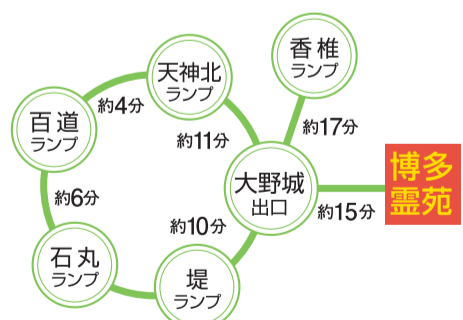 香椎
ランプ
天神北
ランプ
約4分
百道
ランプ
約11分
約17分
博多
霊苑
大野城
出口
約6分
約15分
約10分
石丸
ランプ
堤
ランプ